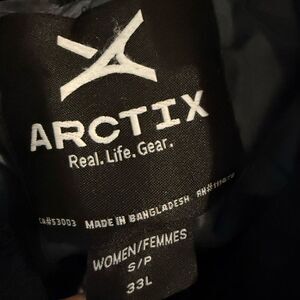 ARCTIX
Real. Life. Gear.
CA#53003 MADE IN BANGLADESH
WOMEN/FEMMES
S/P
33L